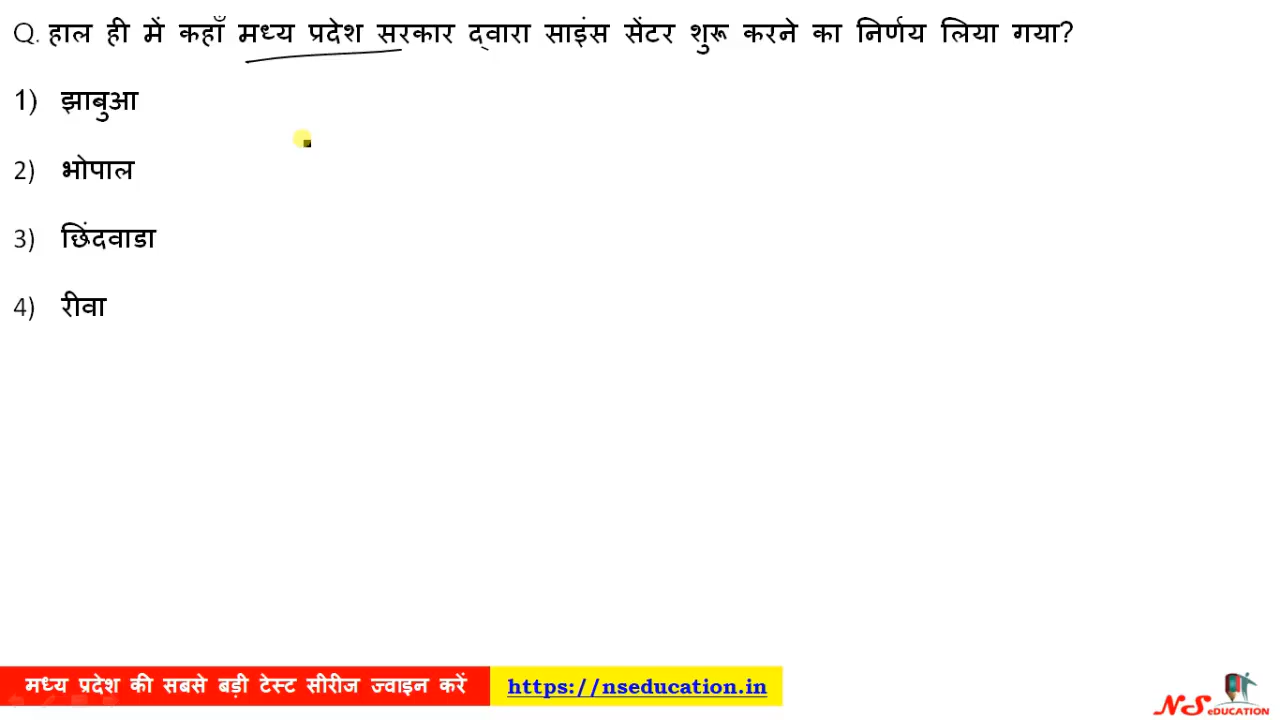 Q. हाल ही में कहाँ मध्य प्रदेश सरकार द्वारा साइंस सेंटर शुरू करने का निर्णय लिया गया?
1) झाबुआ
2) भोपाल
3) छिंदवाडा
4) रीवा
मध्य प्रदेश की सबसे बड़ी टेस्ट सीरीज ज्वाइन करें https://nseducation.in
NS eDUCATION